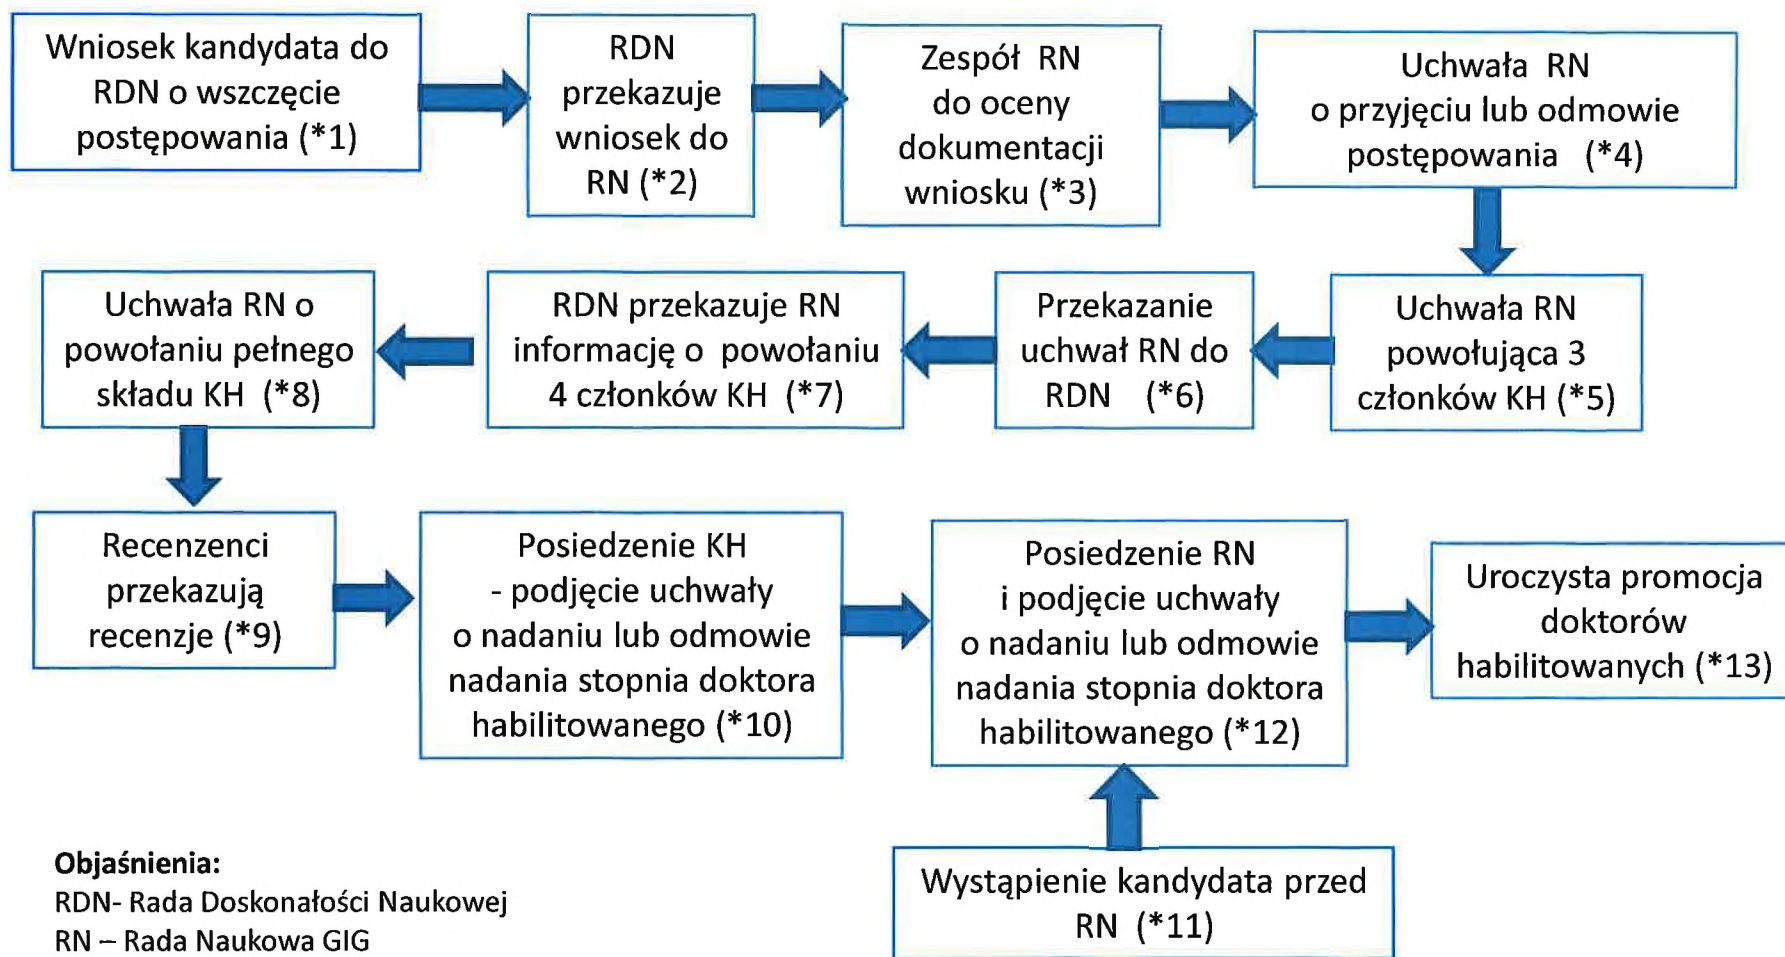 Wniosek kandydata do
RDN o wszczęcie
postępowania (*1)
RDN
przekazuje
wniosek do
RN (*2)
Zespół RN
do oceny
dokumentacji
wniosku (*3)
Uchwała RN
o przyjęciu lub odmowie
postępowania (*4)
Uchwała RN
powołująca 3
członków KH (*5)
Przekazanie
uchwał RN do
RDN (*6)
RDN przekazuje RN
informację o powołaniu
4 członków KH (*7)
Uchwała RN o
powołaniu pełnego
składu KH (*8)
Recenzenci
przekazują
recenzje (*9)
Posiedzenie KH
- podjęcie uchwały
o nadaniu lub odmowie
nadania stopnia doktora
habilitowanego (*10)
Wystąpienie kandydata przed
RN (*11)
Posiedzenie RN
i podjęcie uchwały
o nadaniu lub odmowie
nadania stopnia doktora
habilitowanego (*12)
Uroczysta promocja
doktorów
habilitowanych (*13)
Objaśnienia:
RDN- Rada Doskonałości Naukowej
RN – Rada Naukowa GIG